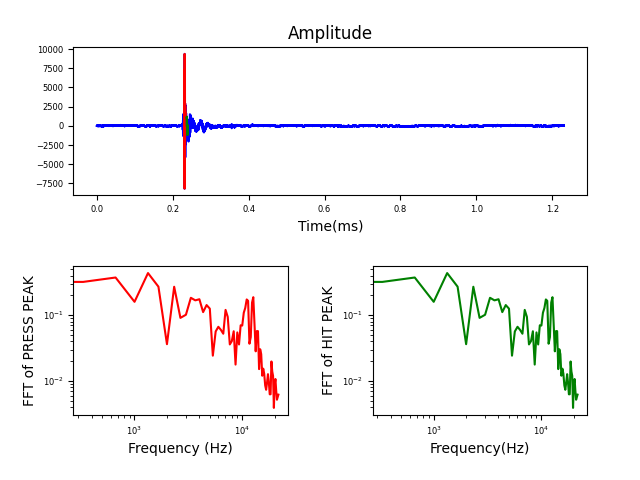 Amplitude
10000
7500
5000
2500
0
−2500
−5000
−7500
0.0 0.2 0.4 0.6 0.8 1.0 1.2
Time(ms)
FFT of PRESS PEAK
10⁻¹
10⁻²
10³ 10⁴
Frequency (Hz)
FFT of HIT PEAK
10⁻¹
10⁻²
10³ 10⁴
Frequency(Hz)